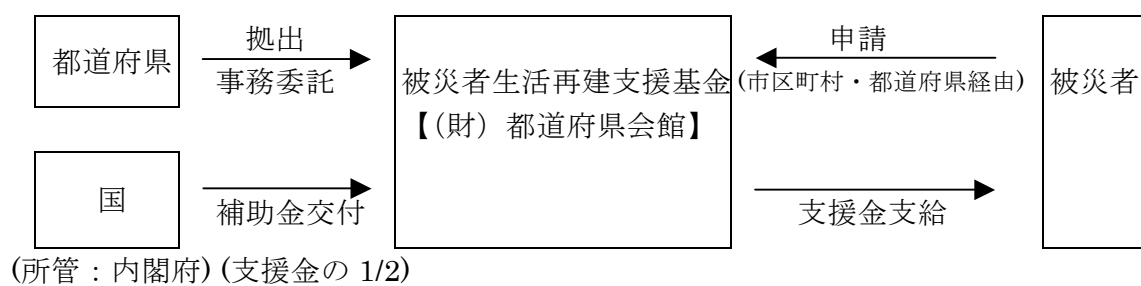 都道府県
拠出
事務委託
被災者生活再建支援基金
【(財) 都道府県会館】
申請
(市区町村・都道府県経由)
被災者
国
補助金交付
支援金支給
(所管：内閣府) (支援金の 1/2)